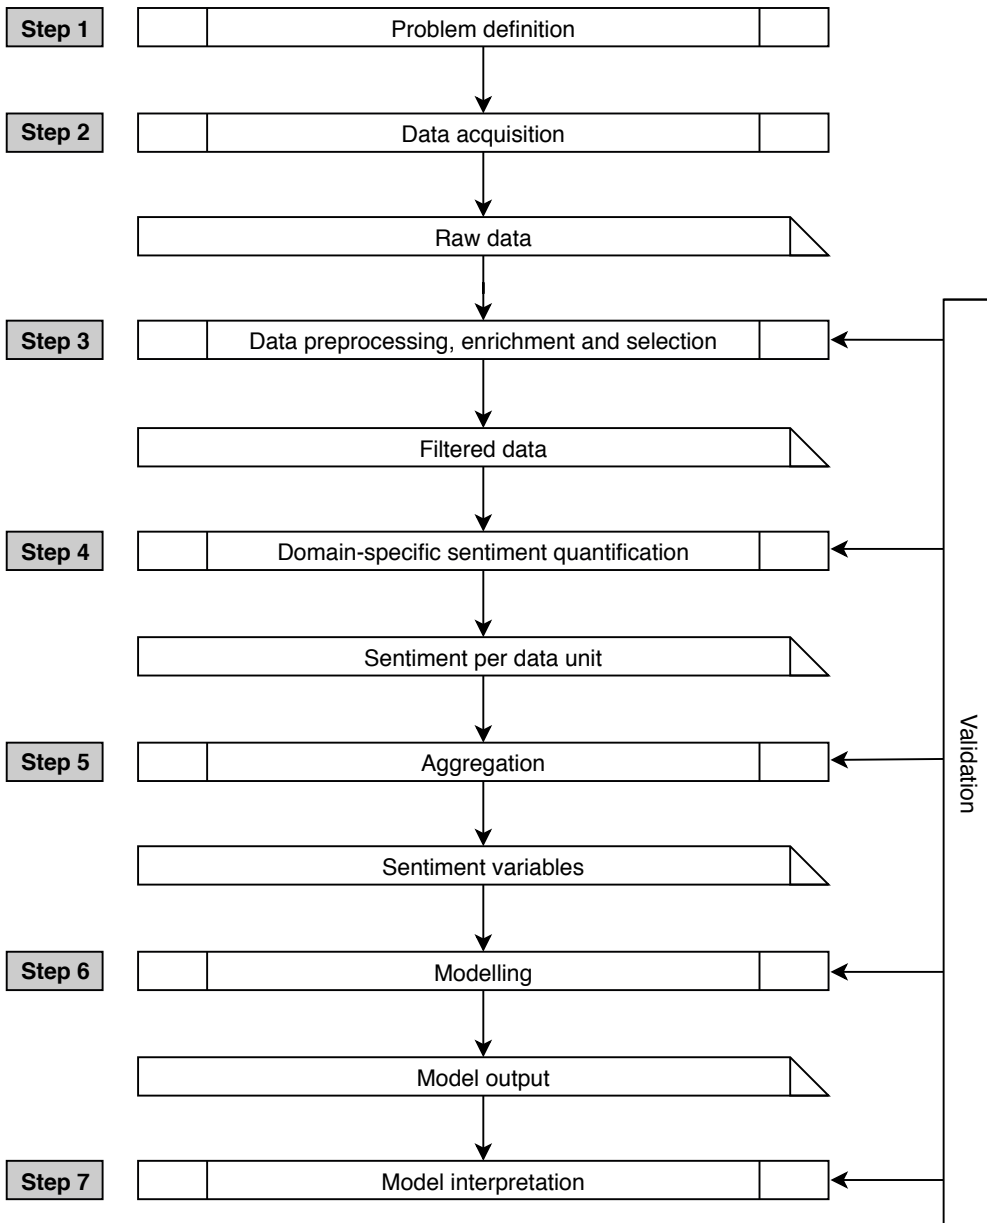 Step 1
Problem definition
Step 2
Data acquisition
Raw data
Step 3
Data preprocessing, enrichment and selection
Filtered data
Step 4
Domain-specific sentiment quantification
Sentiment per data unit
Step 5
Aggregation
Validation
Sentiment variables
Step 6
Modelling
Model output
Step 7
Model interpretation